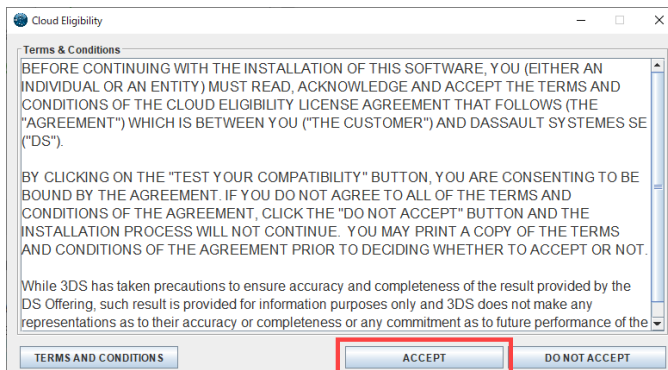 Cloud Eligibility
Terms & Conditions
BEFORE CONTINUING WITH THE INSTALLATION OF THIS SOFTWARE, YOU (EITHER AN
INDIVIDUAL OR AN ENTITY) MUST READ, ACKNOWLEDGE AND ACCEPT THE TERMS AND
CONDITIONS OF THE CLOUD ELIGIBILITY LICENSE AGREEMENT THAT FOLLOWS (THE
"AGREEMENT") WHICH IS BETWEEN YOU ("THE CUSTOMER") AND DASSAULT SYSTEMES SE
("DS").
BY CLICKING ON THE "TEST YOUR COMPATIBILITY" BUTTON, YOU ARE CONSENTING TO BE
BOUND BY THE AGREEMENT. IF YOU DO NOT AGREE TO ALL OF THE TERMS AND
CONDITIONS OF THE AGREEMENT, CLICK THE "DO NOT ACCEPT" BUTTON AND THE
INSTALLATION PROCESS WILL NOT CONTINUE. YOU MAY PRINT A COPY OF THE TERMS
AND CONDITIONS OF THE AGREEMENT PRIOR TO DECIDING WHETHER TO ACCEPT OR NOT.
While 3DS has taken precautions to ensure accuracy and completeness of the result provided by the
DS Offering, such result is provided for information purposes only and 3DS does not make any
representations as to their accuracy or completeness or any commitment as to future performance of the
TERMS AND CONDITIONS
ACCEPT
DO NOT ACCEPT